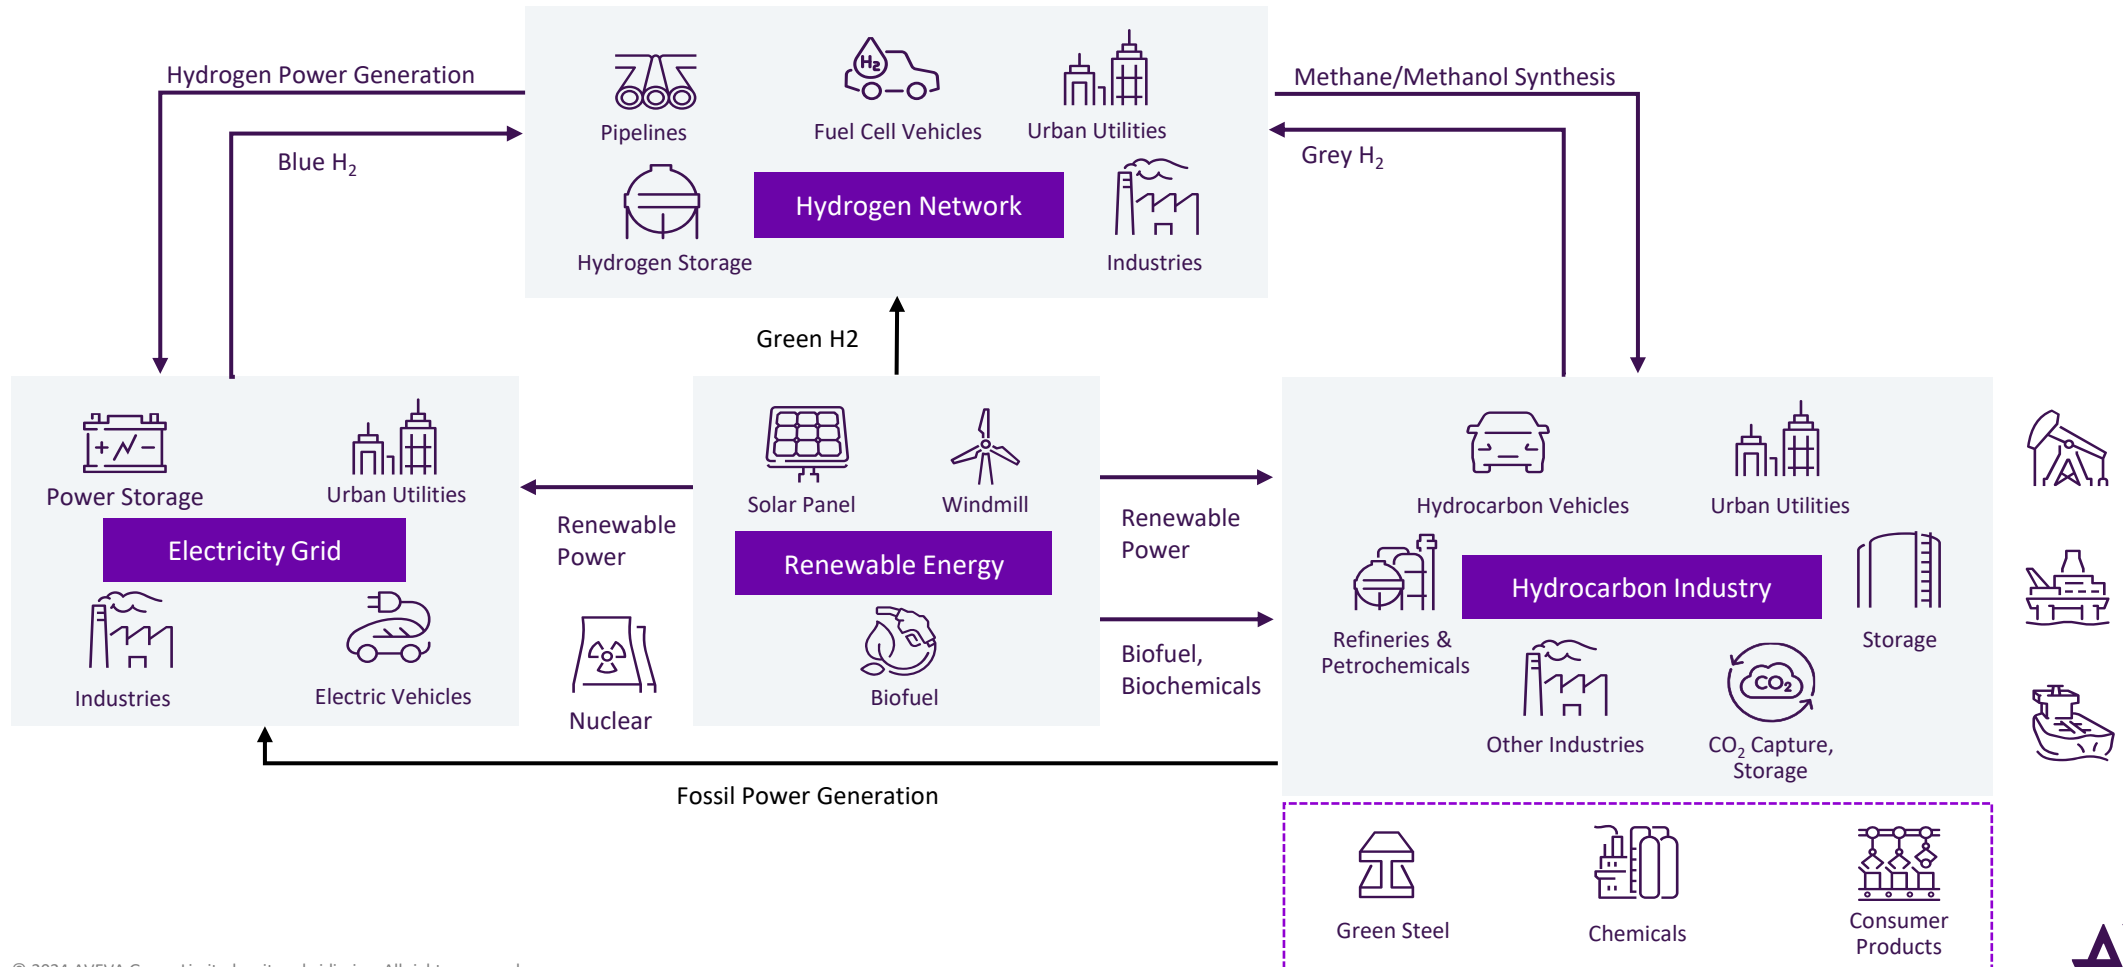 Hydrogen Power Generation
Methane/Methanol Synthesis
Pipelines
Fuel Cell Vehicles
Urban Utilities
Blue H₂
Grey H₂
Hydrogen Network
Hydrogen Storage
Industries
Green H2
Power Storage
Urban Utilities
Electricity Grid
Industries
Electric Vehicles
Renewable
Power
Nuclear
Solar Panel
Windmill
Renewable Energy
Biofuel
Renewable
Power
Biofuel,
Biochemicals
Hydrocarbon Vehicles
Urban Utilities
Hydrocarbon Industry
Refineries &
Petrochemicals
Storage
Other Industries
CO₂ Capture,
Storage
CO₂
H₂
Fossil Power Generation
Green Steel
Chemicals
Consumer
Products